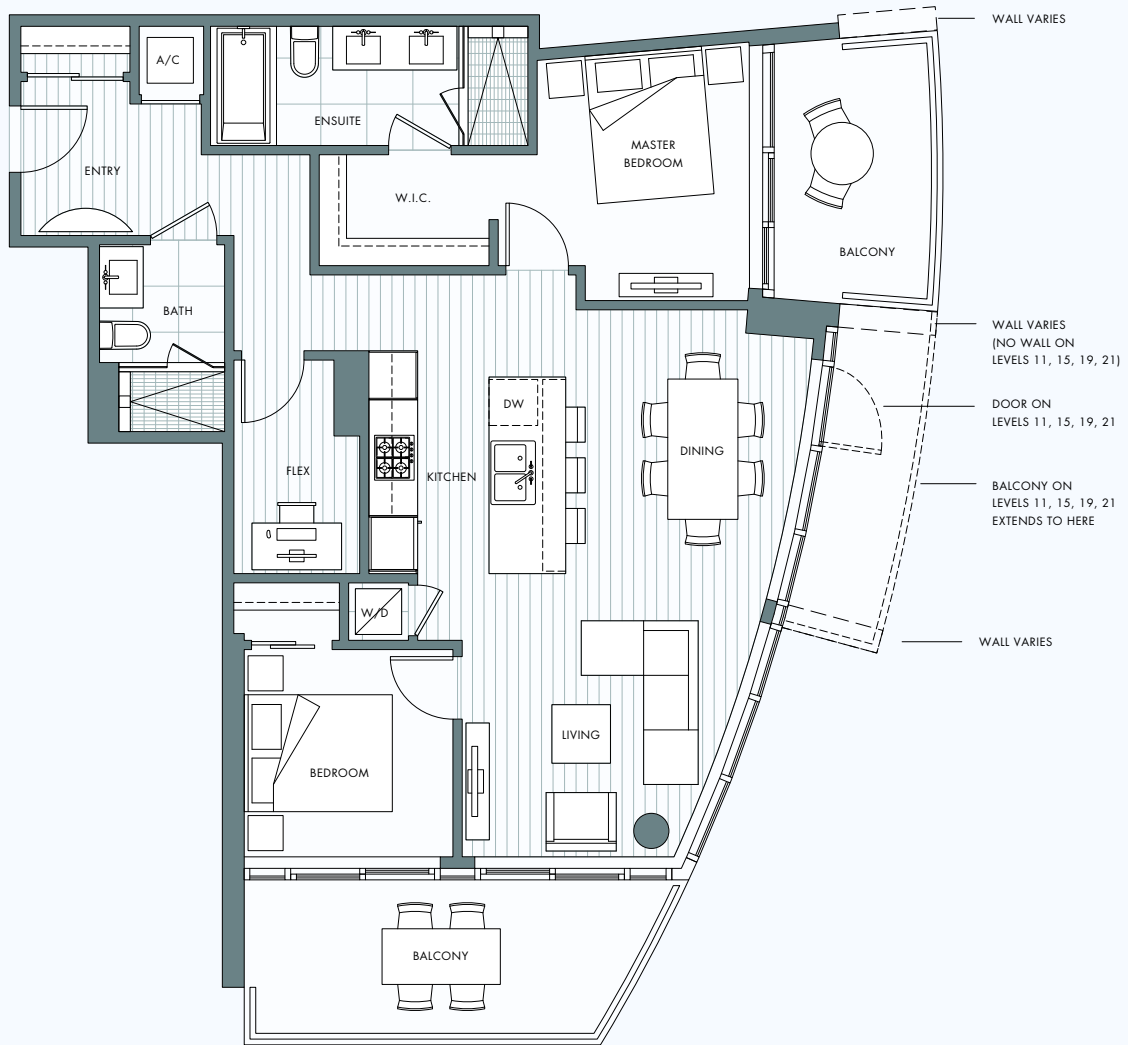 WALL VARIES
A/C
ENSUITE
MASTER
BEDROOM
ENTRY
W.I.C.
BALCONY
BATH
WALL VARIES
(NO WALL ON
LEVELS 11, 15, 19, 21)
DW
DOOR ON
LEVELS 11, 15, 19, 21
DINING
FLEX
KITCHEN
BALCONY ON
LEVELS 11, 15, 19, 21
EXTENDS TO HERE
W/D
WALL VARIES
LIVING
BEDROOM
BALCONY